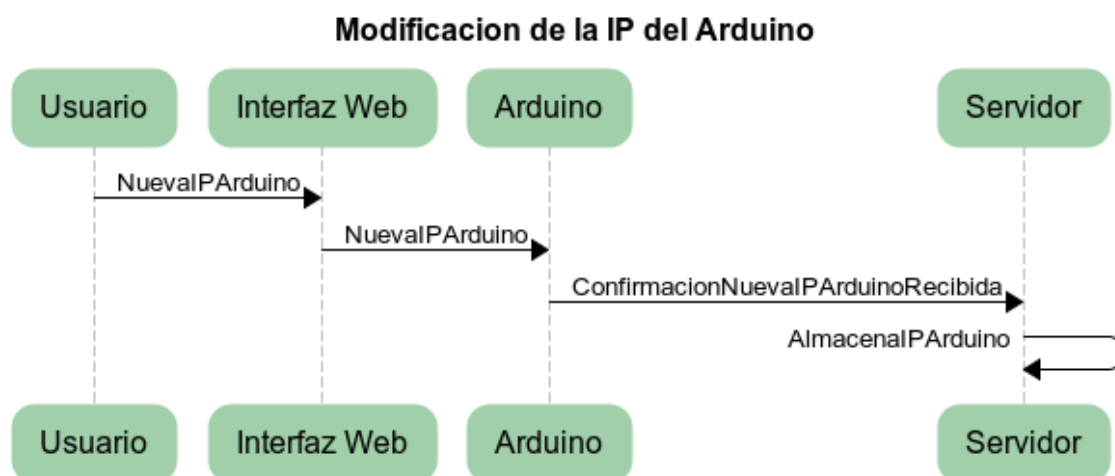 Modificacion de la IP del Arduino
Usuario Interfaz Web Arduino Servidor
NuevaIPArduino
NuevaIPArduino
ConfirmacionNuevaIPArduinoRecibida
AlmacenaIPArduino
Usuario Interfaz Web Arduino Servidor